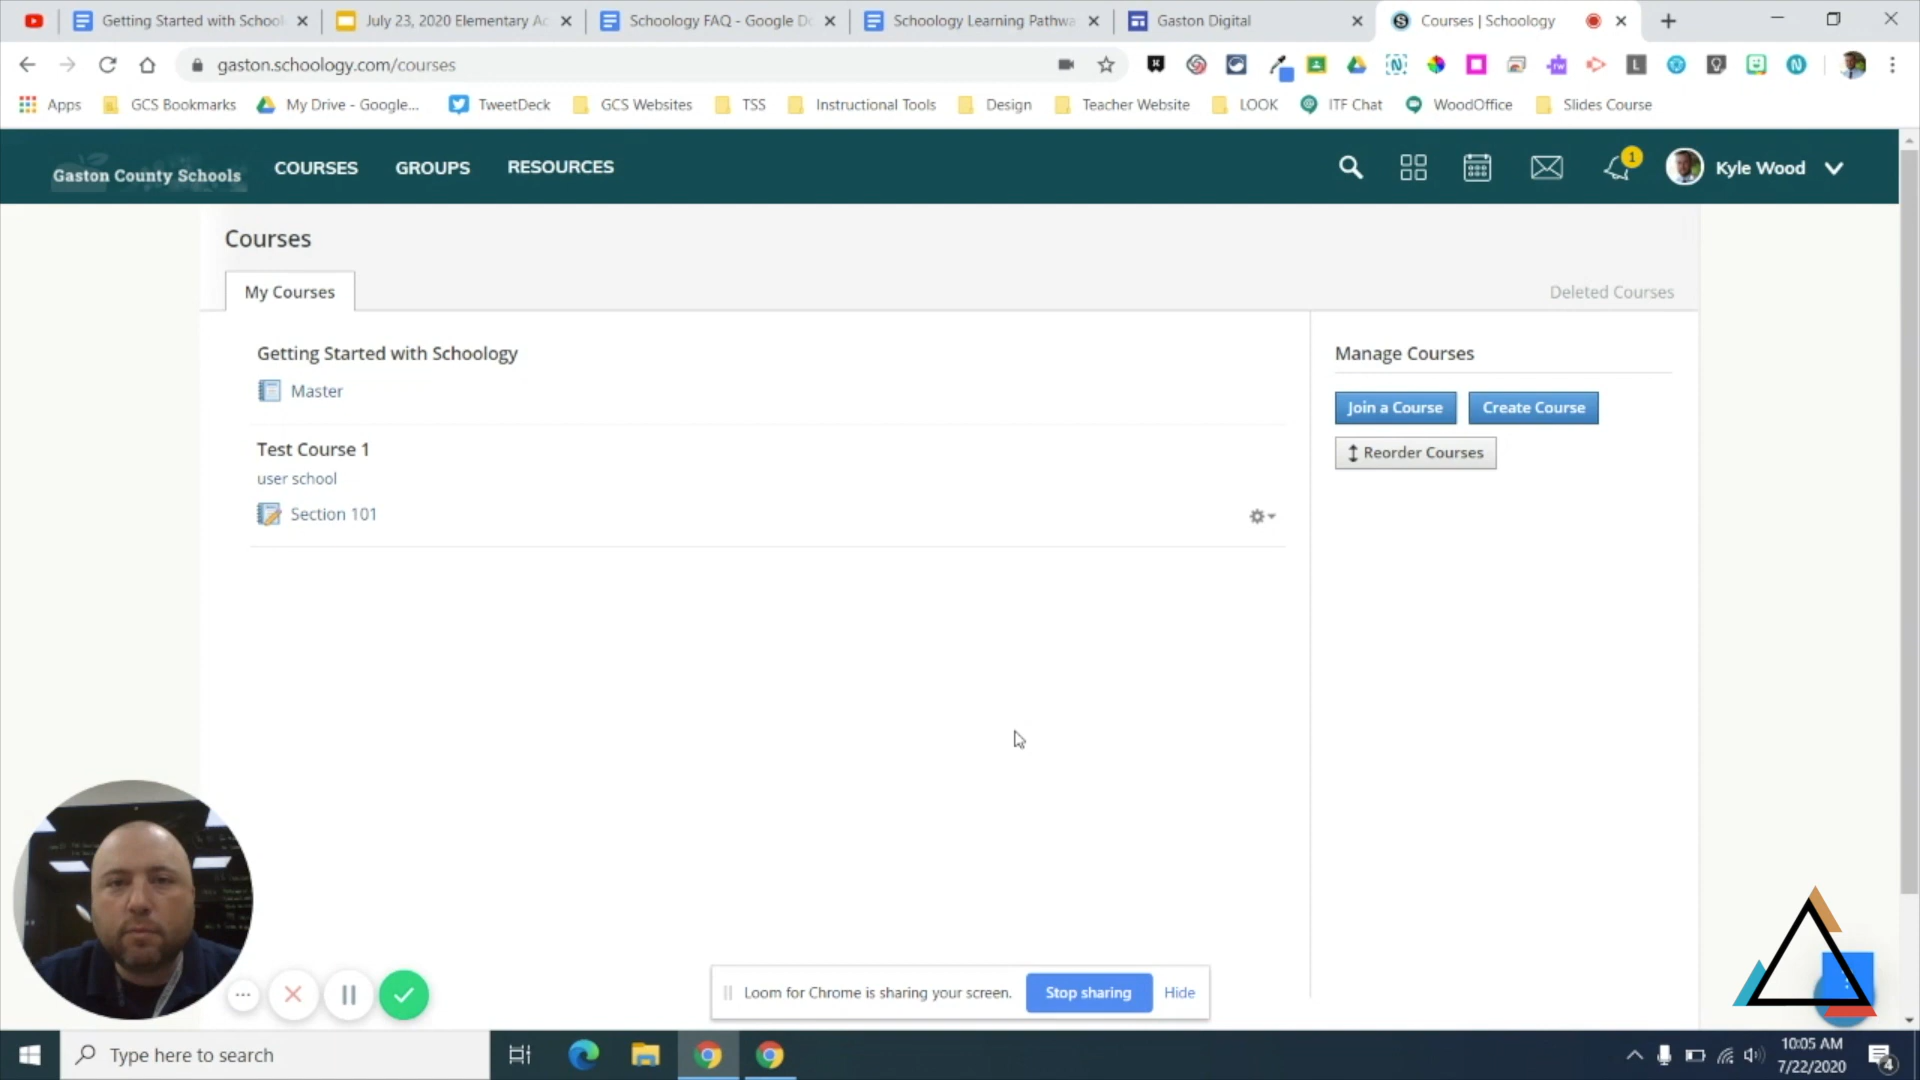 Getting Started with School
July 23, 2020 Elementary Ac
Schoology FAQ - Google Do
Schoology Learning Pathwa
Gaston Digital
Courses | Schoology
gaston.schoology.com/courses
Apps
GCS Bookmarks
My Drive - Google...
TweetDeck
GCS Websites
TSS
Instructional Tools
Design
Teacher Website
LOOK
ITF Chat
WoodOffice
Slides Course
Gaston County Schools
COURSES
GROUPS
RESOURCES
1
Kyle Wood
Courses
My Courses
Deleted Courses
Getting Started with Schoology
Master
Test Course 1
user school
Section 101
Manage Courses
Join a Course
Create Course
Reorder Courses
Loom for Chrome is sharing your screen.
Stop sharing
Hide
Type here to search
10:05 AM
7/22/2020
4